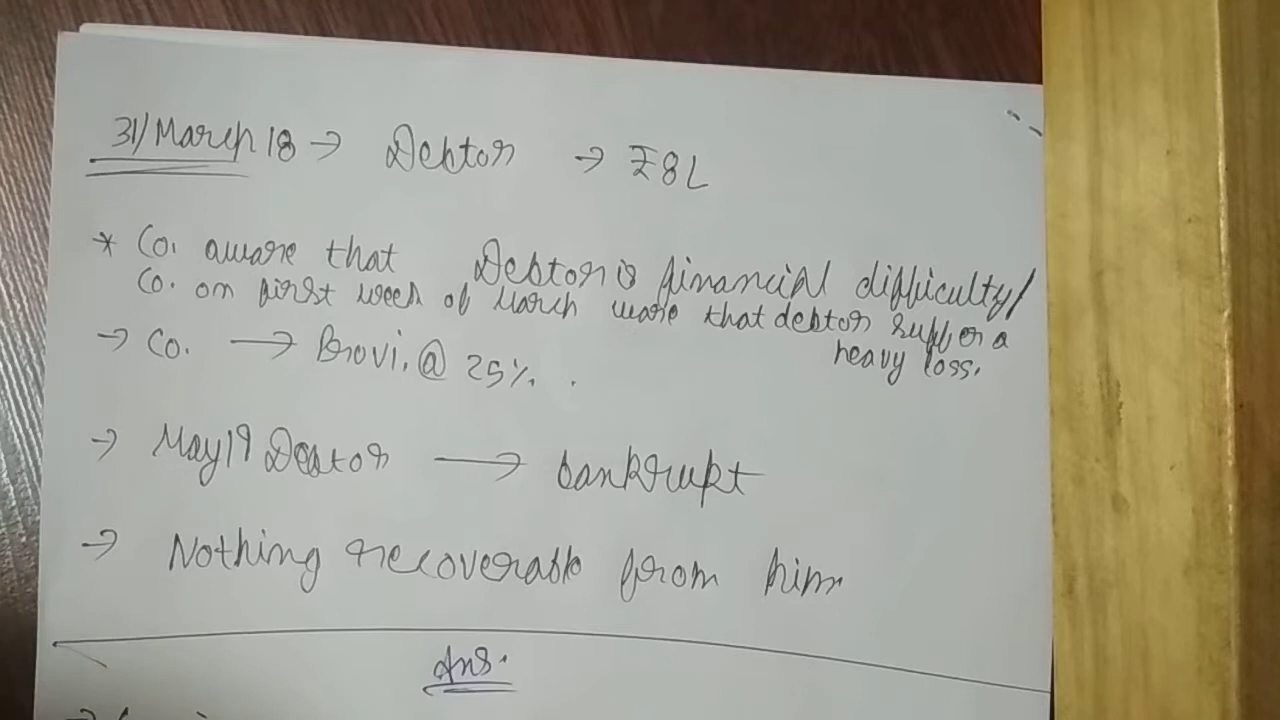 31/March 18 → Debtor → ₹8L
* Co. aware that Debtor is financial difficulty/
Co. on first week of March ware that debtor suffer a
heavy loss.
→ Co. → Provi. @ 25%.
→ May19 Debtor → bankrupt
→ Nothing recoverable from him
Ans.